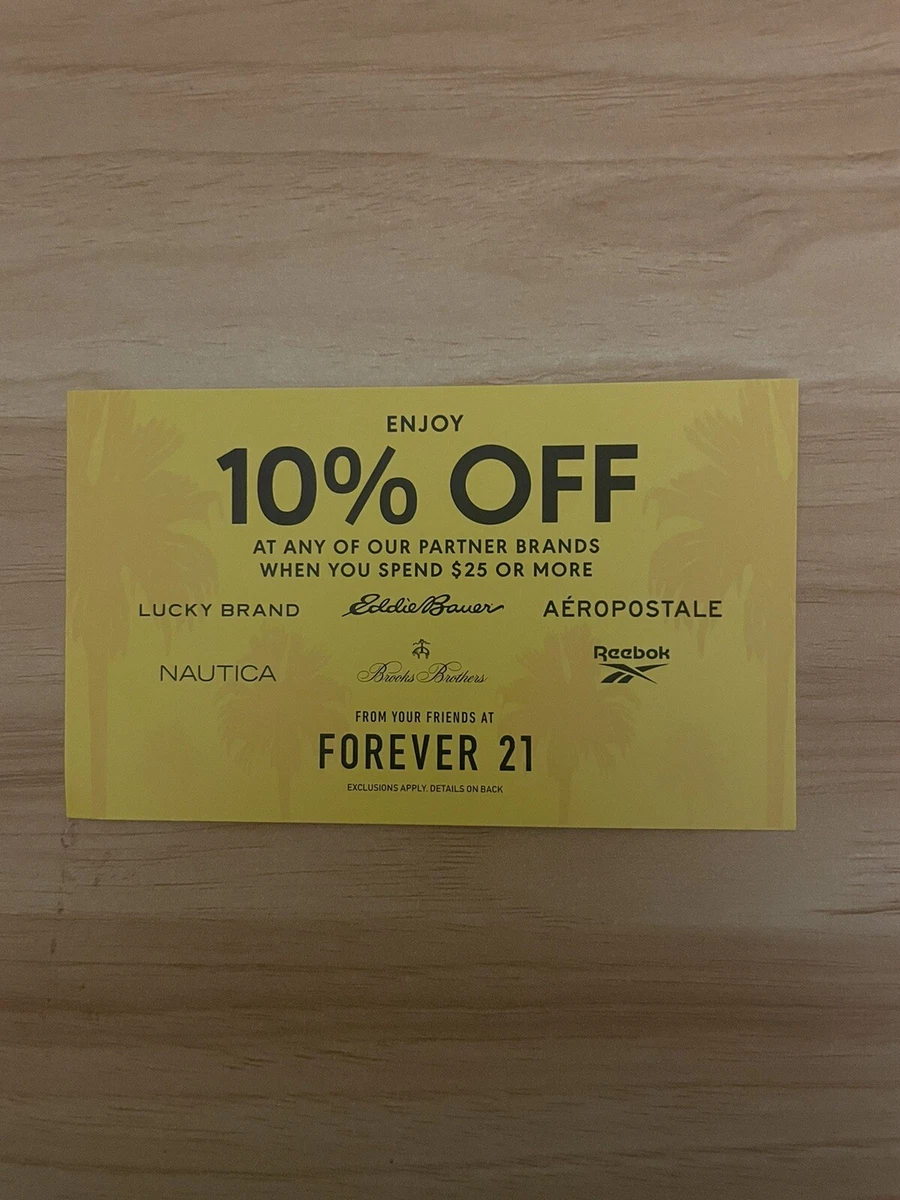 ENJOY
10% OFF
AT ANY OF OUR PARTNER BRANDS
WHEN YOU SPEND $25 OR MORE
LUCKY BRAND Eddie Bauer AÉROPOSTALE
NAUTICA Brooks Brothers Reebok
FROM YOUR FRIENDS AT
FOREVER 21
EXCLUSIONS APPLY. DETAILS ON BACK